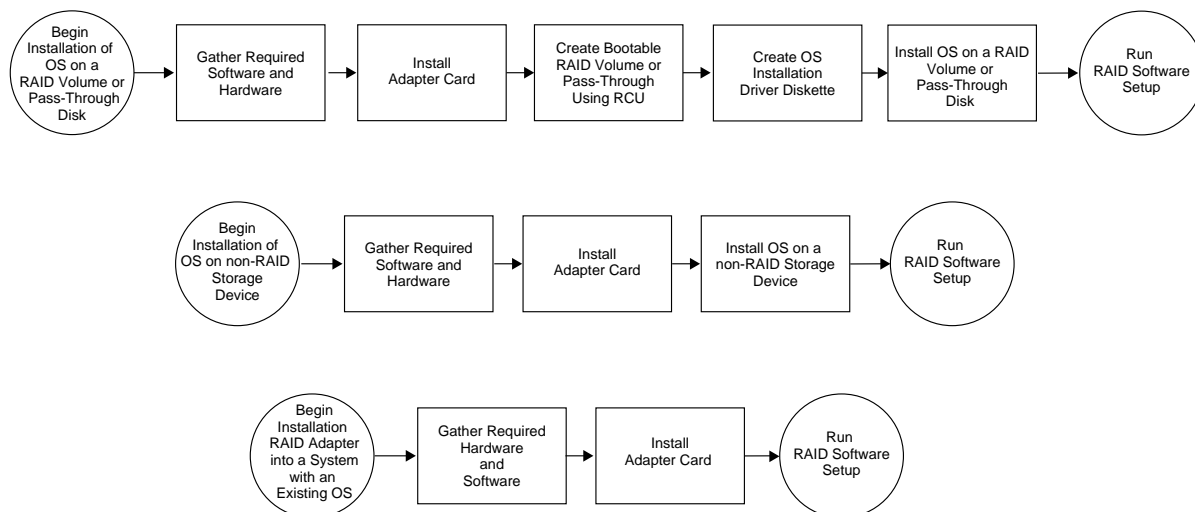 Begin
Installation of
OS on a
RAID Volume or
Pass-Through
Disk
Gather Required
Software and
Hardware
Install
Adapter Card
Create Bootable
RAID Volume or
Pass-Through
Using RCU
Create OS
Installation
Driver Diskette
Install OS on a RAID
Volume or
Pass-Through
Disk
Run
RAID Software
Setup
Begin
Installation of
OS on non-RAID
Storage
Device
Gather Required
Software and
Hardware
Install
Adapter Card
Install OS on a
non-RAID Storage
Device
Run
RAID Software
Setup
Begin
Installation
RAID Adapter
into a System
with an
Existing OS
Gather Required
Hardware
and
Software
Install
Adapter Card
Run
RAID Software
Setup